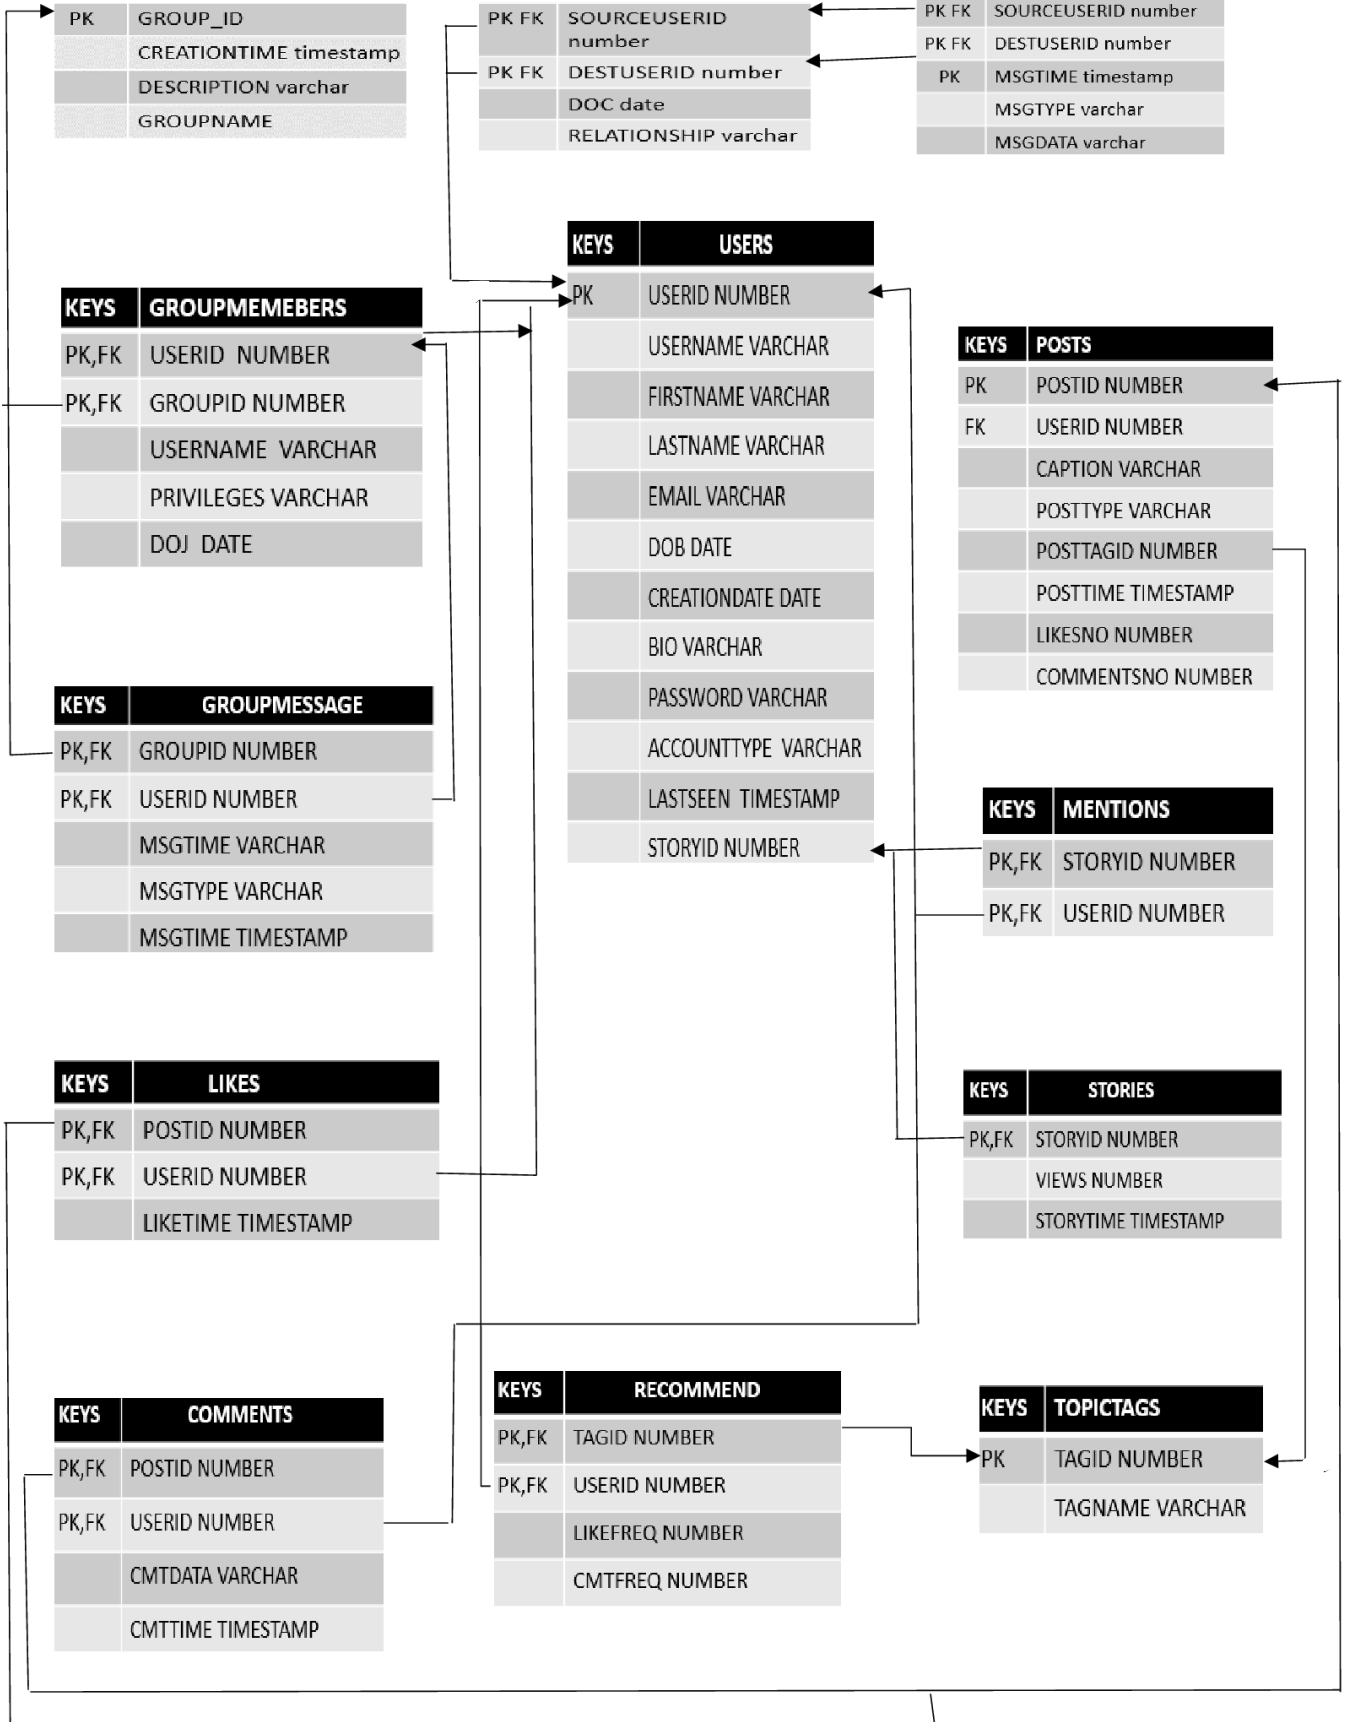 PK GROUP_ID
CREATIONTIME timestamp
DESCRIPTION varchar
GROUPNAME
PK FK SOURCEUSERID
number
PK FK DESTUSERID number
DOC date
RELATIONSHIP varchar
PK FK SOURCEUSERID number
PK FK DESTUSERID number
PK MSGTIME timestamp
MSGTYPE varchar
MSGDATA varchar
KEYS USERS
PK USERID NUMBER
USERNAME VARCHAR
FIRSTNAME VARCHAR
LASTNAME VARCHAR
EMAIL VARCHAR
DOB DATE
CREATIONDATE DATE
BIO VARCHAR
PASSWORD VARCHAR
ACCOUNTTYPE VARCHAR
LASTSEEN TIMESTAMP
STORYID NUMBER
KEYS GROUPMEMEBERS
PK,FK USERID NUMBER
PK,FK GROUPID NUMBER
USERNAME VARCHAR
PRIVILEGES VARCHAR
DOJ DATE
KEYS POSTS
PK POSTID NUMBER
FK USERID NUMBER
CAPTION VARCHAR
POSTTYPE VARCHAR
POSTTAGID NUMBER
POSTTIME TIMESTAMP
LIKESNO NUMBER
COMMENTSNO NUMBER
KEYS GROUPMESSAGE
PK,FK GROUPID NUMBER
PK,FK USERID NUMBER
MSGTIME VARCHAR
MSGTYPE VARCHAR
MSGTIME TIMESTAMP
KEYS MENTIONS
PK,FK STORYID NUMBER
PK,FK USERID NUMBER
KEYS LIKES
PK,FK POSTID NUMBER
PK,FK USERID NUMBER
LIKETIME TIMESTAMP
KEYS STORIES
PK,FK STORYID NUMBER
VIEWS NUMBER
STORYTIME TIMESTAMP
KEYS COMMENTS
PK,FK POSTID NUMBER
PK,FK USERID NUMBER
CMTDATA VARCHAR
CMTTIME TIMESTAMP
KEYS RECOMMEND
PK,FK TAGID NUMBER
PK,FK USERID NUMBER
LIKEFREQ NUMBER
CMTFREQ NUMBER
KEYS TOPICTAGS
PK TAGID NUMBER
TAGNAME VARCHAR